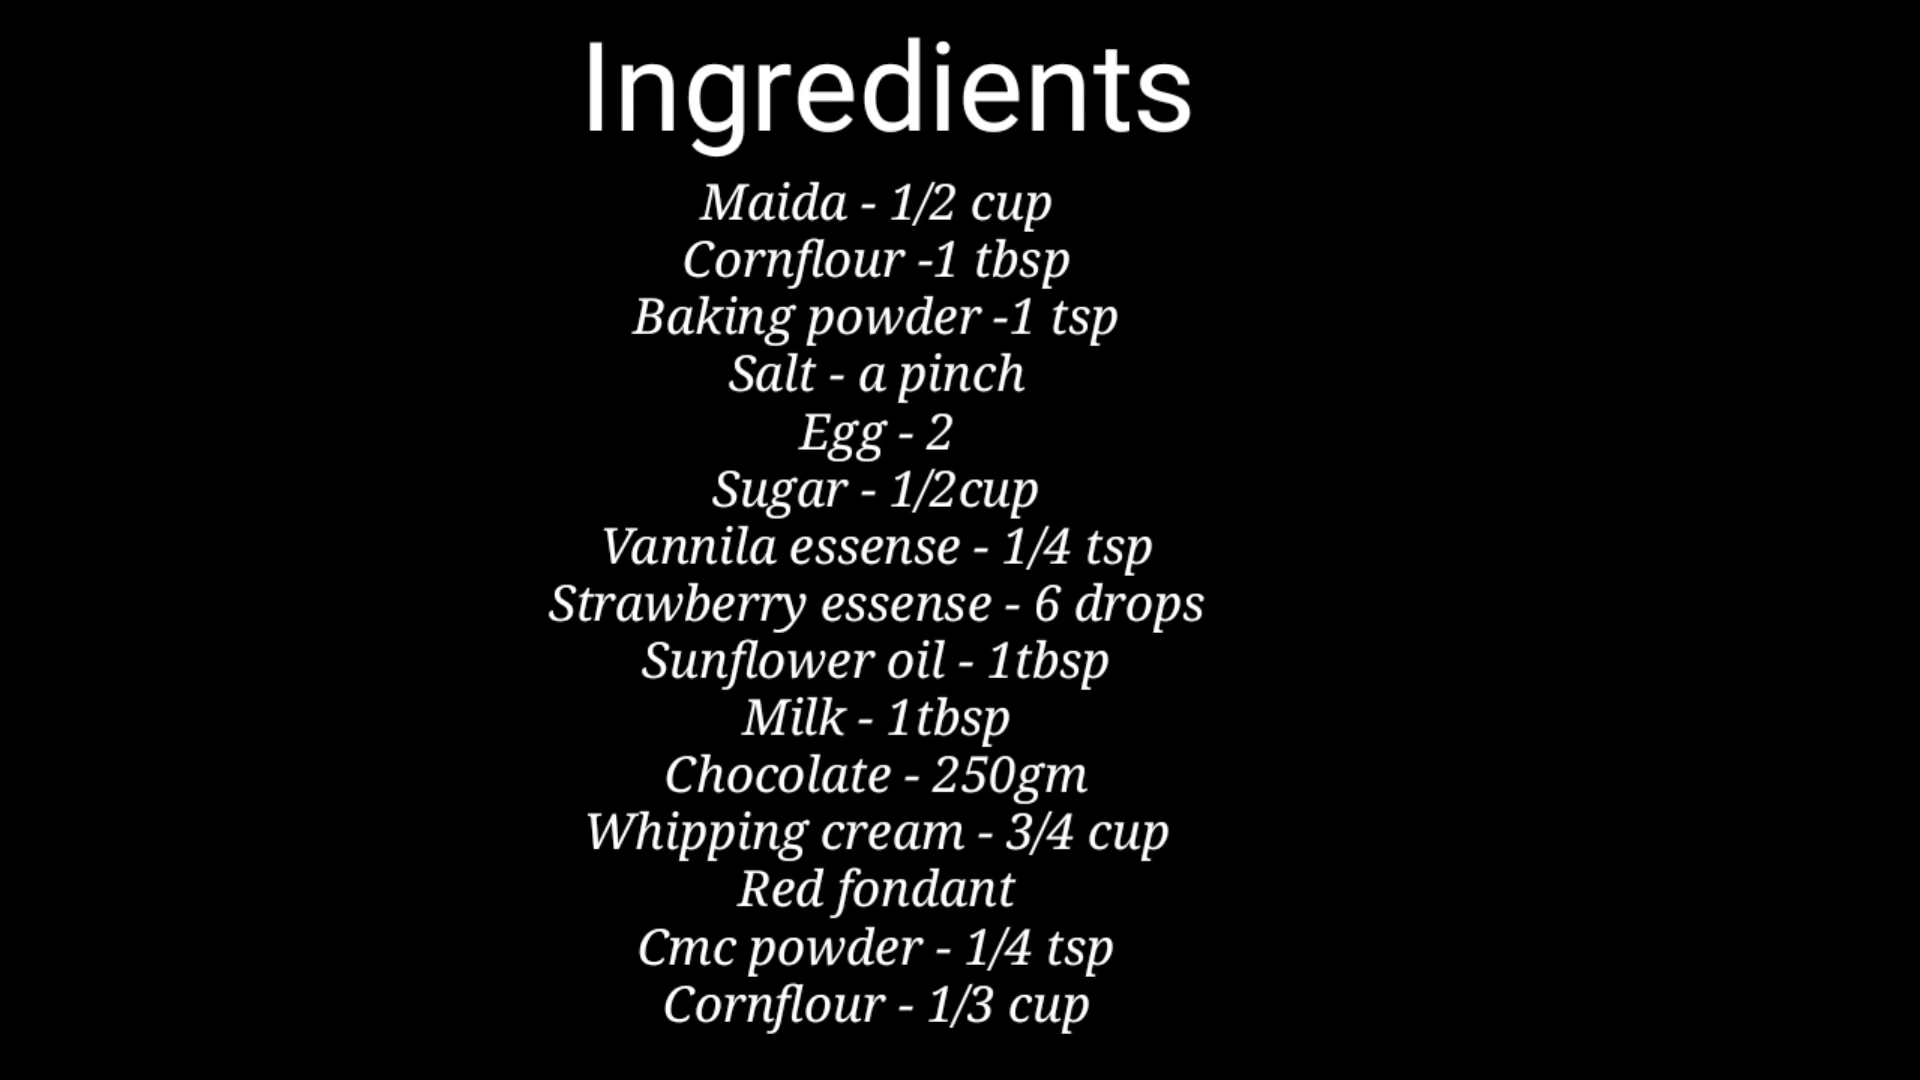 Ingredients
Maida - 1/2 cup
Cornflour -1 tbsp
Baking powder -1 tsp
Salt - a pinch
Egg - 2
Sugar - 1/2cup
Vannila essense - 1/4 tsp
Strawberry essense - 6 drops
Sunflower oil - 1tbsp
Milk - 1tbsp
Chocolate - 250gm
Whipping cream - 3/4 cup
Red fondant
Cmc powder - 1/4 tsp
Cornflour - 1/3 cup